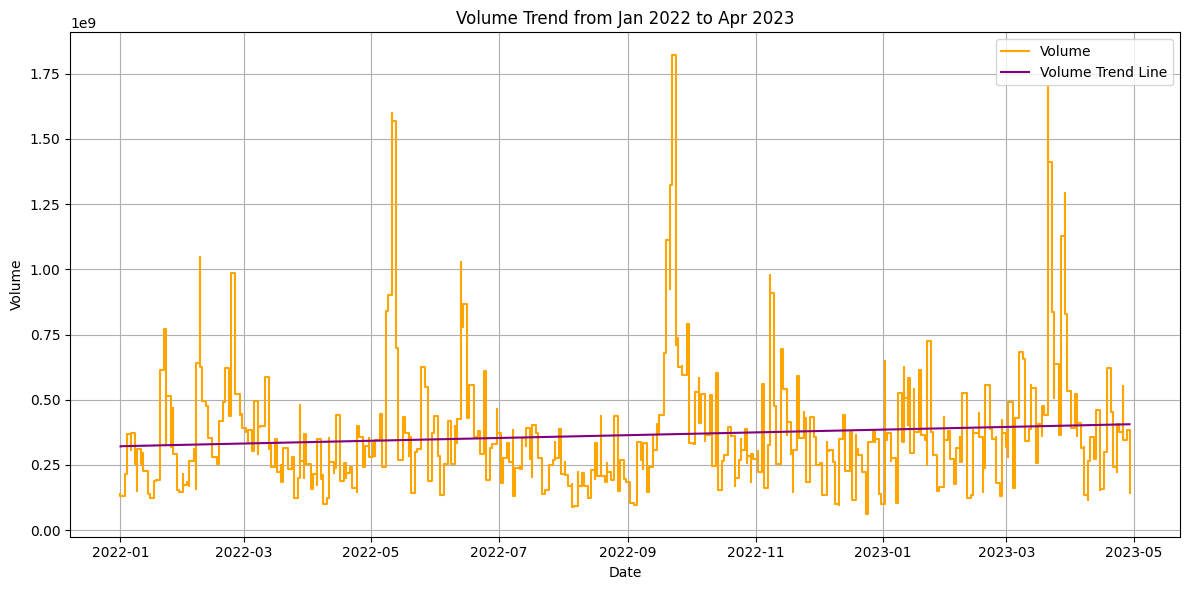 Volume Trend from Jan 2022 to Apr 2023
1e9
Volume
Volume Trend Line
1.75
1.50
1.25
1.00
0.75
0.50
0.25
0.00
Volume
2022-01 2022-03 2022-05 2022-07 2022-09 2022-11 2023-01 2023-03 2023-05
Date